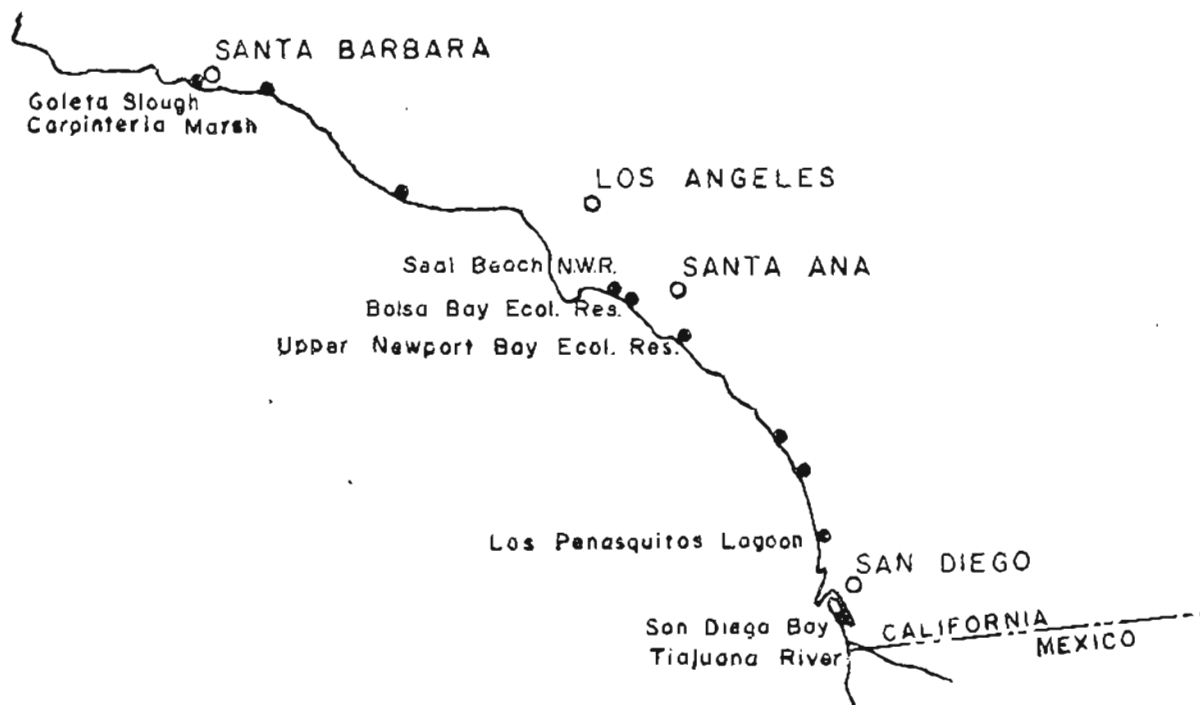 SANTA BARBARA
Goleta Slough
Carpinteria Marsh
LOS ANGELES
Seal Beach N.W.R.
SANTA ANA
Bolsa Bay Ecol. Res.
Upper Newport Bay Ecol. Res.
Los Penasquitos Lagoon
SAN DIEGO
San Diego Bay
CALIFORNIA
MEXICO
Tiajuana River